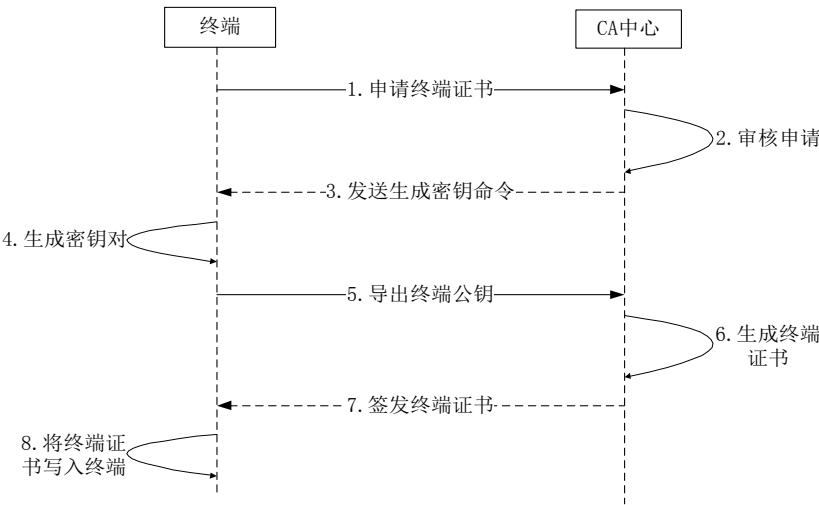 终端
CA中心
1.申请终端证书
2.审核申请
3.发送生成密钥命令
4.生成密钥对
5.导出终端公钥
6.生成终端
证书
7.签发终端证书
8.将终端证
书写入终端